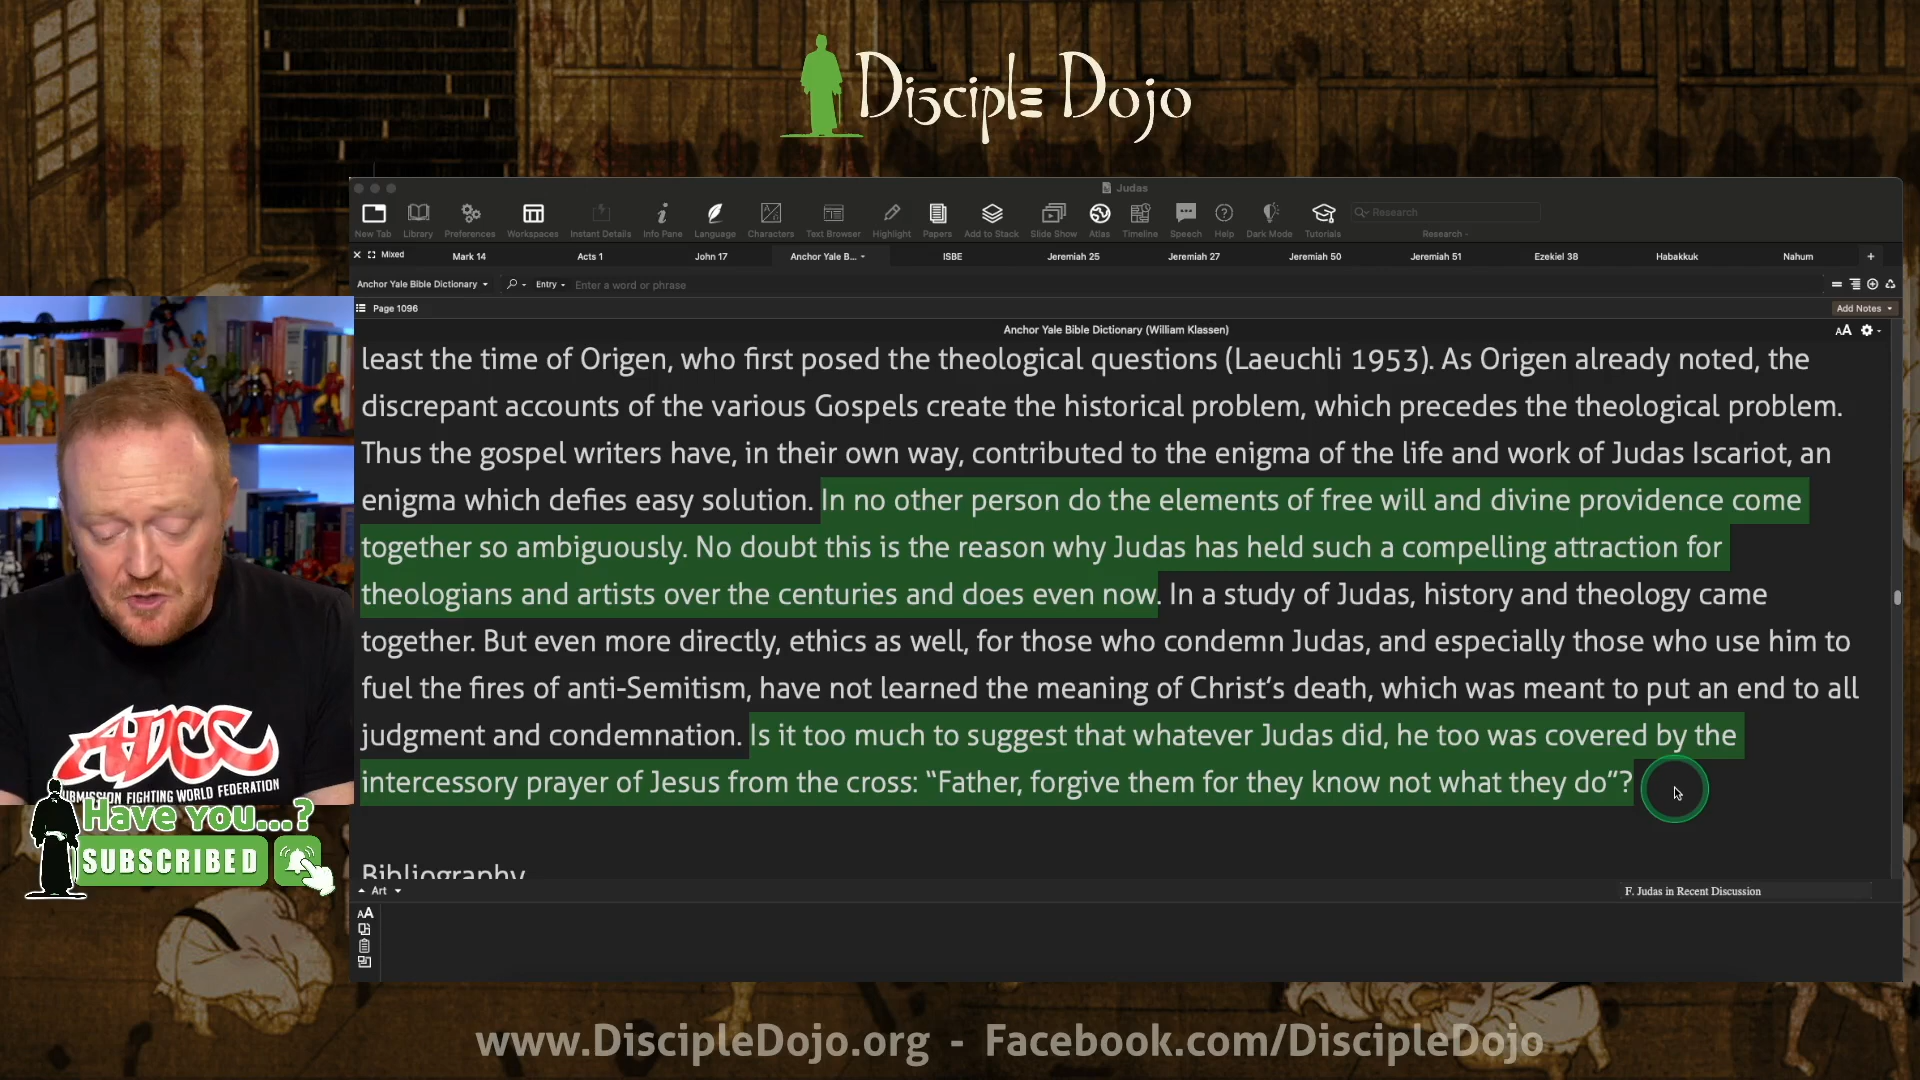 Disciple Dojo
Judas
New Tab Library Preferences Workspaces Instant Details Info Pane Language Characters Text Browser Highlight Papers Add to Stack Slide Show Atlas Timeline Speech Help Dark Mode Tutorials Research
Research
Mixed Mark 14 Acts 1 John 17 Anchor Yale B... ISBE Jeremiah 25 Jeremiah 27 Jeremiah 50 Jeremiah 51 Ezekiel 38 Habakkuk Nahum +
Anchor Yale Bible Dictionary Entry Enter a word or phrase
Page 1096 Add Notes
Anchor Yale Bible Dictionary (William Klassen) AA
least the time of Origen, who first posed the theological questions (Laeuchli 1953). As Origen already noted, the
discrepant accounts of the various Gospels create the historical problem, which precedes the theological problem.
Thus the gospel writers have, in their own way, contributed to the enigma of the life and work of Judas Iscariot, an
enigma which defies easy solution. In no other person do the elements of free will and divine providence come
together so ambiguously. No doubt this is the reason why Judas has held such a compelling attraction for
theologians and artists over the centuries and does even now. In a study of Judas, history and theology came
together. But even more directly, ethics as well, for those who condemn Judas, and especially those who use him to
fuel the fires of anti-Semitism, have not learned the meaning of Christ's death, which was meant to put an end to all
judgment and condemnation. Is it too much to suggest that whatever Judas did, he too was covered by the
intercessory prayer of Jesus from the cross: “Father, forgive them for they know not what they do”?
Bibliography
Art F. Judas in Recent Discussion
AA
ADCC
SUBMISSION FIGHTING WORLD FEDERATION
Have you...?
SUBSCRIBED
www.DiscipleDojo.org - Facebook.com/DiscipleDojo